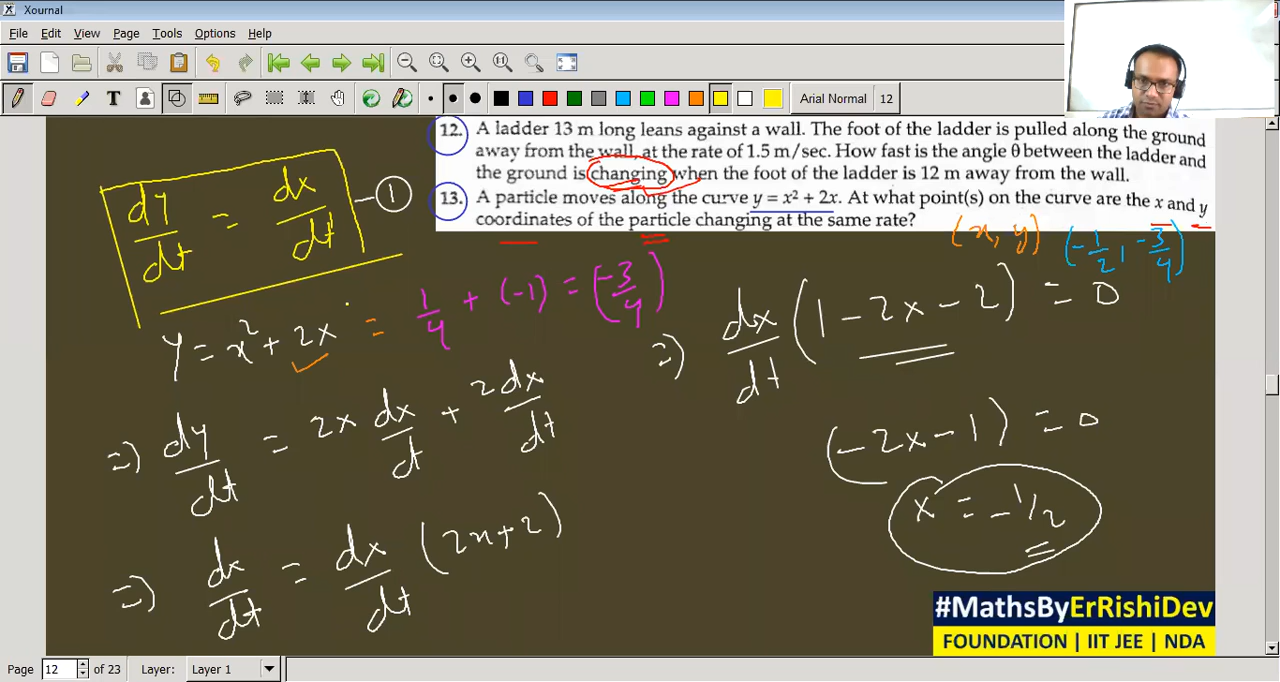 Xournal
File Edit View Page Tools Options Help
Arial Normal 12
12. A ladder 13 m long leans against a wall. The foot of the ladder is pulled along the ground
away from the wall, at the rate of 1.5 m/sec. How fast is the angle θ between the ladder and
the ground is changing when the foot of the ladder is 12 m away from the wall.
13. A particle moves along the curve y = x² + 2x. At what point(s) on the curve are the x and y
coordinates of the particle changing at the same rate?
(x, y) (-1/2, -3/4)
dy/dt = dx/dt — 1
y = x² + 2x = 1/4 + (-1) = (-3/4)
=) dy/dt = 2x dx/dt + 2dx/dt
=) dx/dt = dx/dt (2x+2)
=) dx/dt (1 - 2x - 2) = 0
(-2x - 1) = 0
x = -1/2
#MathsByErRishiDev
FOUNDATION | IIT JEE | NDA
Page 12 of 23 Layer: Layer 1